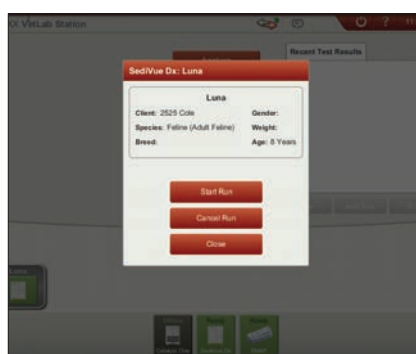 VetLab Station
Recent Test Results
SediVue Dx: Luna
Luna
Client: 2525 Cole
Gender:
Species: Feline (Adult Feline)
Weight:
Breed:
Age: 8 Years
Start Run
Cancel Run
Close